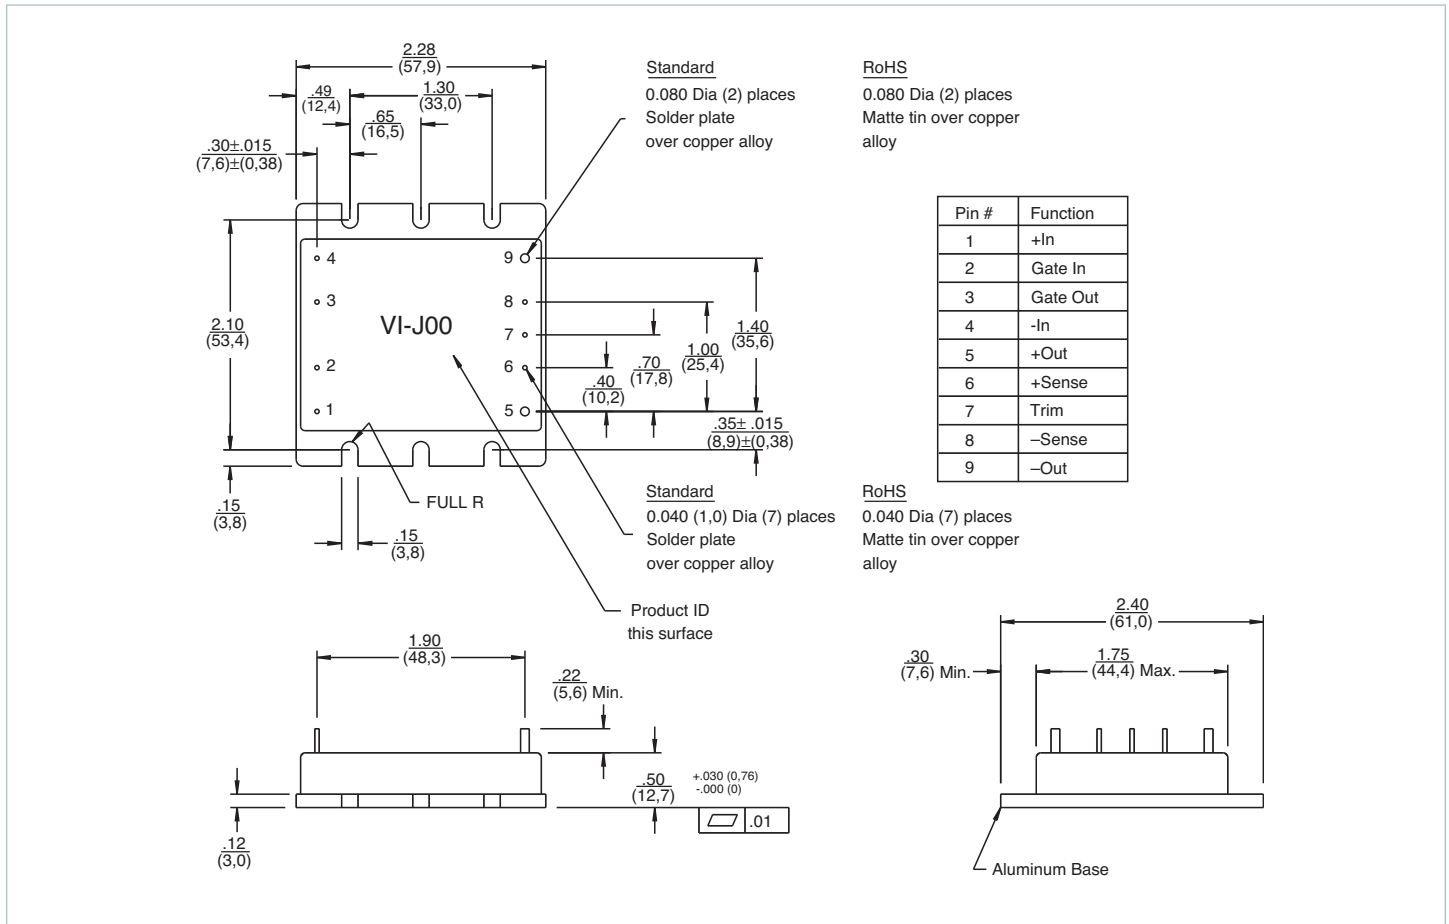 2.28
(57,9)
.49
(12,4)
1.30
(33,0)
.65
(16,5)
.30±.015
(7,6)±(0,38)
Standard
0.080 Dia (2) places
Solder plate
over copper alloy
RoHS
0.080 Dia (2) places
Matte tin over copper
alloy
Pin # Function
1 +In
2 Gate In
3 Gate Out
4 -In
5 +Out
6 +Sense
7 Trim
8 –Sense
9 –Out
4
3
2
1
VI-J00
9
8
7
6
5
2.10
(53,4)
1.40
(35,6)
1.00
(25,4)
.70
(17,8)
.40
(10,2)
.35± .015
(8,9)±(0,38)
.15
(3,8)
FULL R
.15
(3,8)
Standard
0.040 (1,0) Dia (7) places
Solder plate
over copper alloy
RoHS
0.040 Dia (7) places
Matte tin over copper
alloy
Product ID
this surface
1.90
(48,3)
.22
(5,6) Min.
.50
(12,7)
+.030 (0,76)
-.000 (0)
.01
.12
(3,0)
2.40
(61,0)
.30
(7,6) Min.
1.75
(44,4) Max.
Aluminum Base